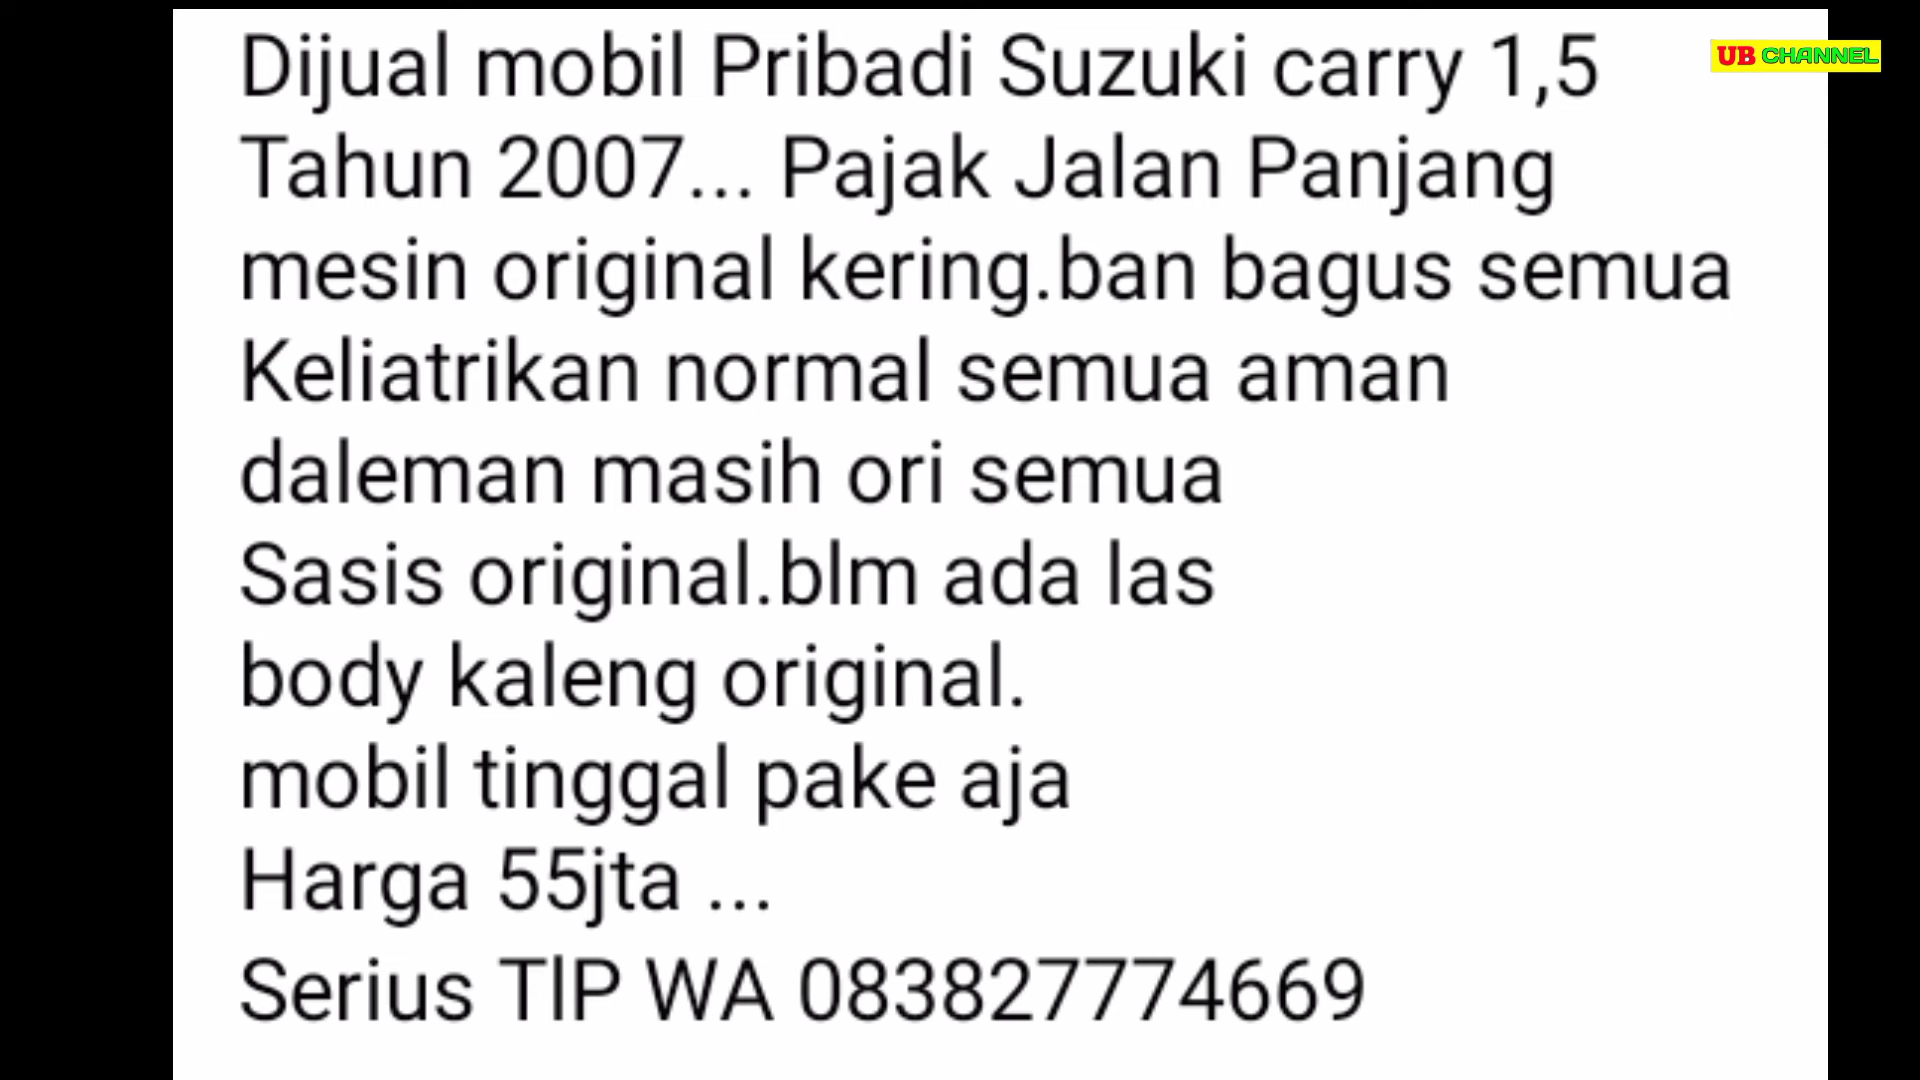 Dijual mobil Pribadi Suzuki carry 1,5
UB CHANNEL
Tahun 2007... Pajak Jalan Panjang
mesin original kering.ban bagus semua
Keliatrikan normal semua aman
daleman masih ori semua
Sasis original.blm ada las
body kaleng original.
mobil tinggal pake aja
Harga 55jta ...
Serius TlP WA 083827774669